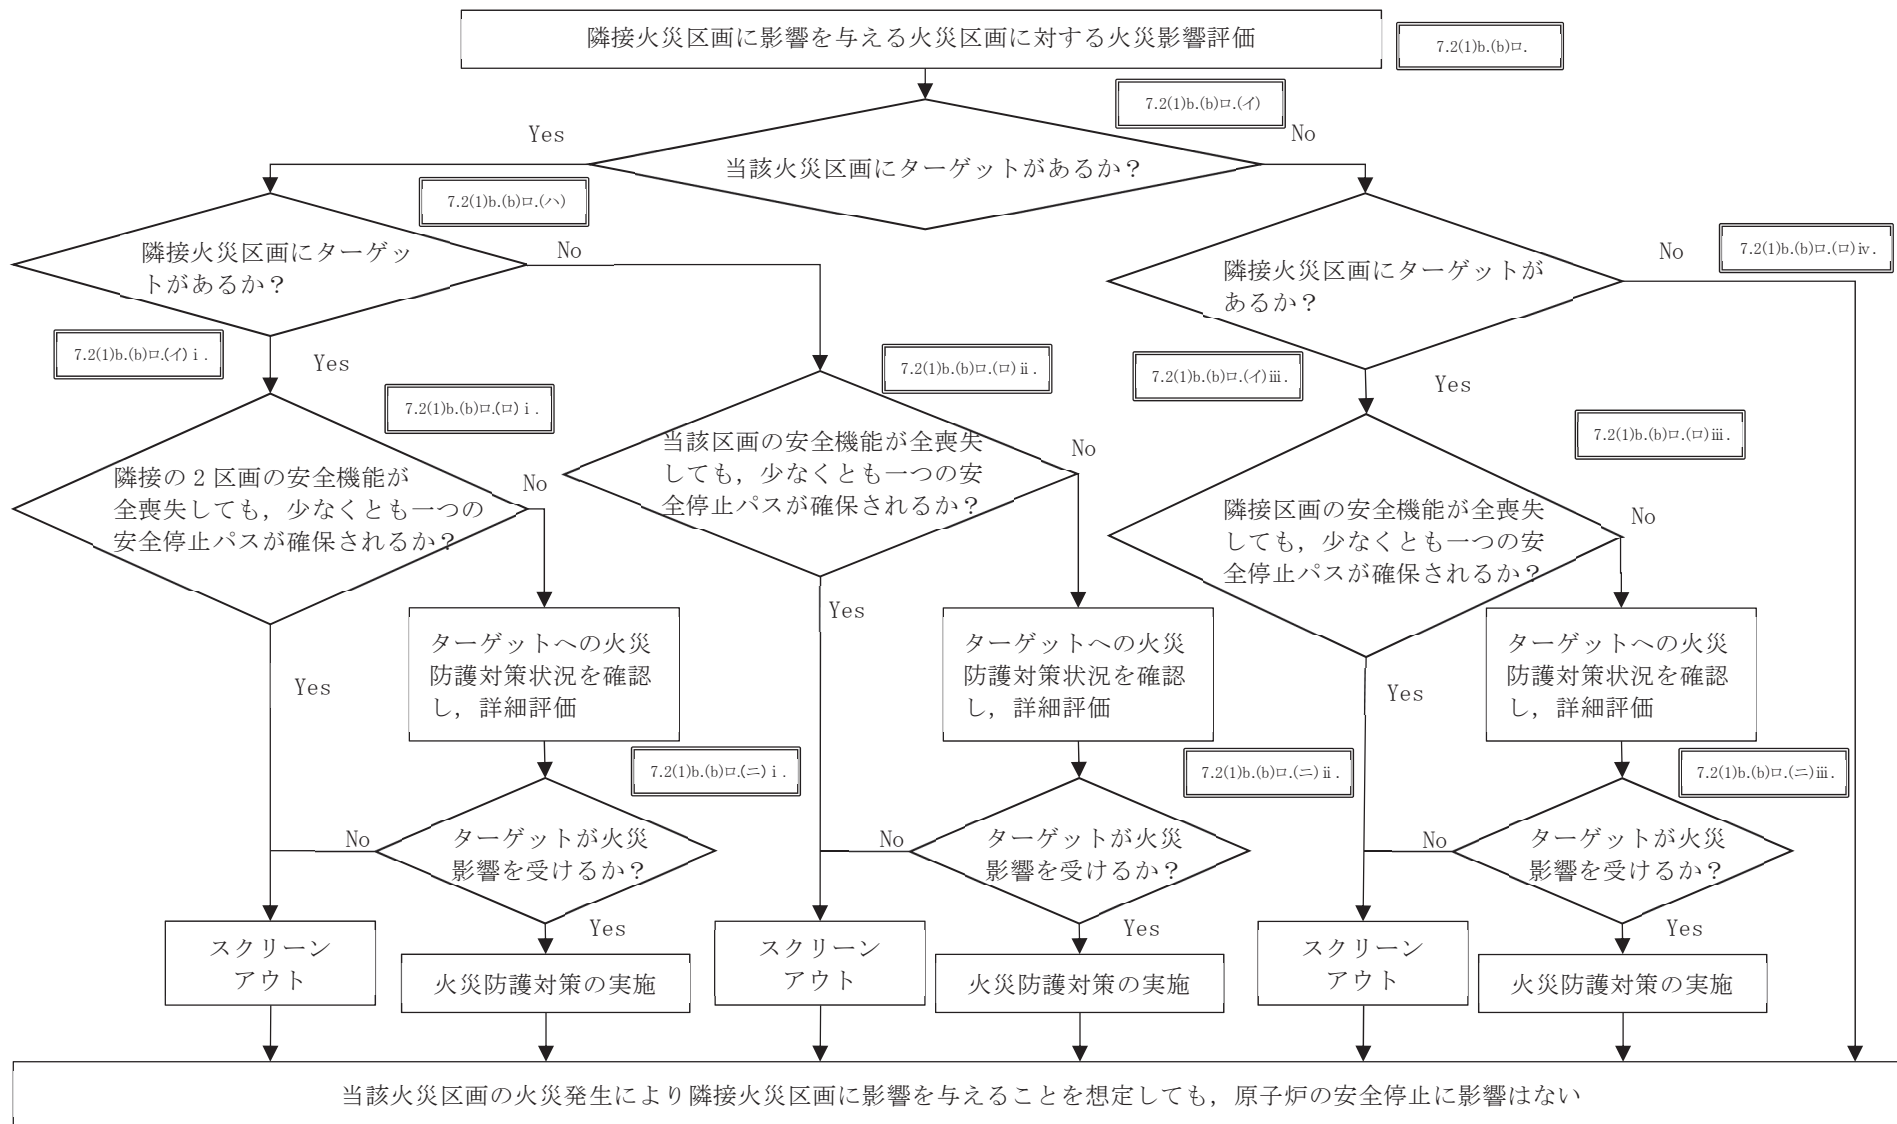 隣接火災区画に影響を与える火災区画に対する火災影響評価
7.2(1)b.(b)ロ.
7.2(1)b.(b)ロ.(イ)
Yes
No
当該火災区画にターゲットがあるか？
7.2(1)b.(b)ロ.(ハ)
隣接火災区画にターゲッ
トがあるか？
No
隣接火災区画にターゲットが
あるか？
No
7.2(1)b.(b)ロ.(ロ)ⅳ.
7.2(1)b.(b)ロ.(イ)ⅰ.
Yes
7.2(1)b.(b)ロ.(ロ)ⅰ.
7.2(1)b.(b)ロ.(ロ)ⅱ.
7.2(1)b.(b)ロ.(イ)ⅲ.
Yes
7.2(1)b.(b)ロ.(ロ)ⅲ.
隣接の２区画の安全機能が
全喪失しても，少なくとも一つの
安全停止パスが確保されるか？
No
当該区画の安全機能が全喪失
しても，少なくとも一つの安
全停止パスが確保されるか？
No
隣接区画の安全機能が全喪失
しても，少なくとも一つの安
全停止パスが確保されるか？
No
Yes
ターゲットへの火災
防護対策状況を確認
し，詳細評価
Yes
ターゲットへの火災
防護対策状況を確認
し，詳細評価
Yes
ターゲットへの火災
防護対策状況を確認
し，詳細評価
7.2(1)b.(b)ロ.(ニ)ⅰ.
7.2(1)b.(b)ロ.(ニ)ⅱ.
7.2(1)b.(b)ロ.(ニ)ⅲ.
No
ターゲットが火災
影響を受けるか？
No
ターゲットが火災
影響を受けるか？
No
ターゲットが火災
影響を受けるか？
Yes
Yes
Yes
スクリーン
アウト
火災防護対策の実施
スクリーン
アウト
火災防護対策の実施
スクリーン
アウト
火災防護対策の実施
当該火災区画の火災発生により隣接火災区画に影響を与えることを想定しても，原子炉の安全停止に影響はない